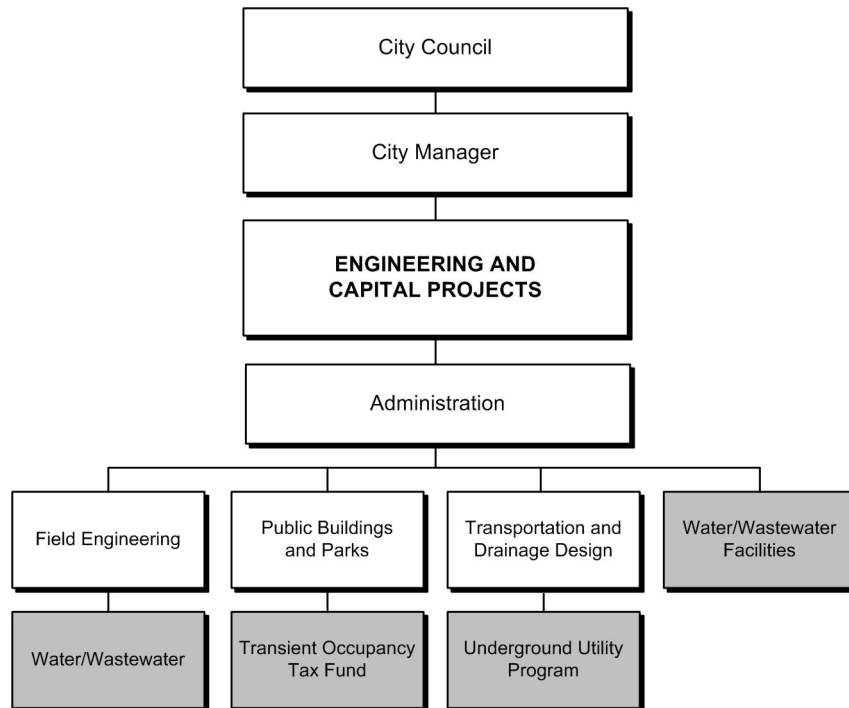 City Council
City Manager
ENGINEERING AND
CAPITAL PROJECTS
Administration
Field Engineering
Public Buildings
and Parks
Transportation and
Drainage Design
Water/Wastewater
Facilities
Water/Wastewater
Transient Occupancy
Tax Fund
Underground Utility
Program